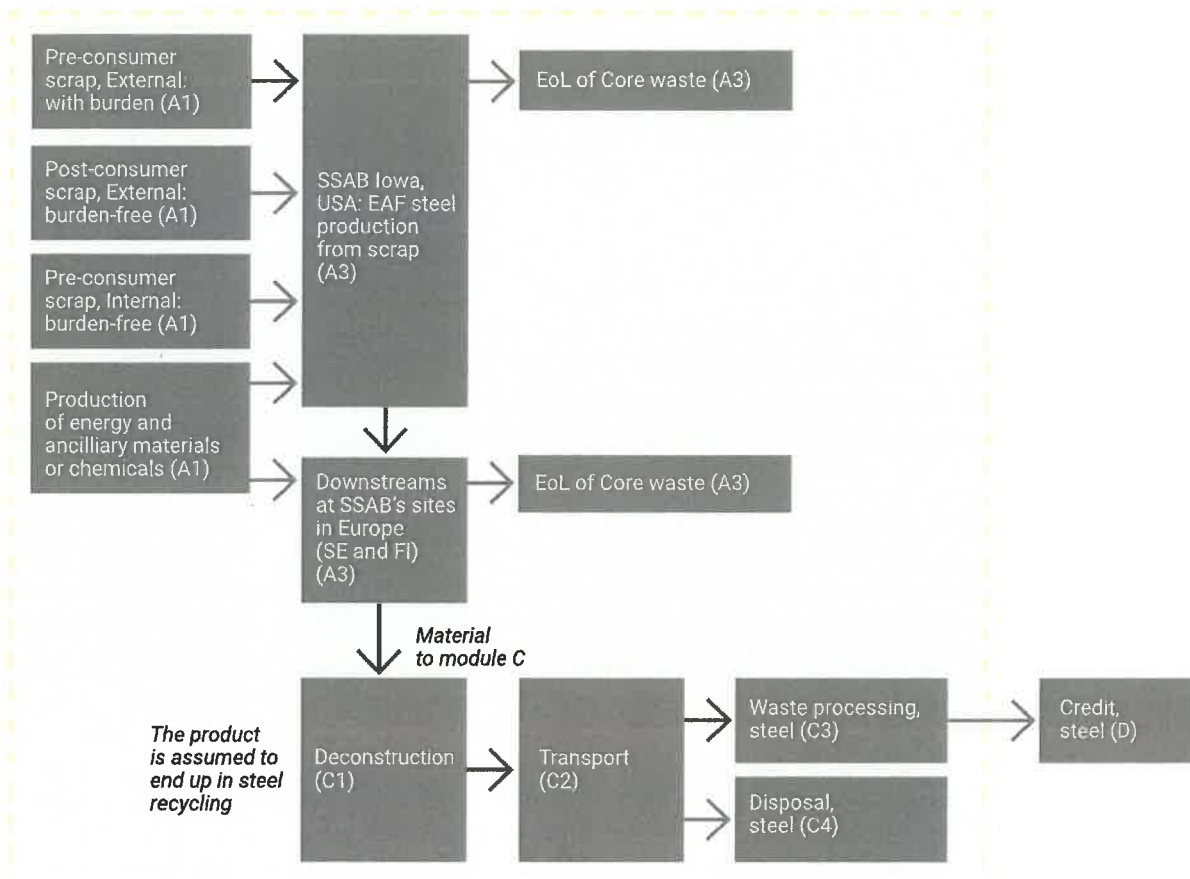 Pre-consumer
scrap, External:
with burden (A1)
EoL of Core waste (A3)
Post-consumer
scrap, External:
burden-free (A1)
SSAB Iowa,
USA: EAF steel
production
from scrap
(A3)
Pre-consumer
scrap, Internal:
burden-free (A1)
Production
of energy and
ancilliary materials
or chemicals (A1)
Downstreams
at SSAB's sites
in Europe
(SE and FI)
(A3)
EoL of Core waste (A3)
Material
to module C
The product
is assumed to
end up in steel
recycling
Deconstruction
(C1)
Transport
(C2)
Waste processing,
steel (C3)
Credit,
steel (D)
Disposal,
steel (C4)